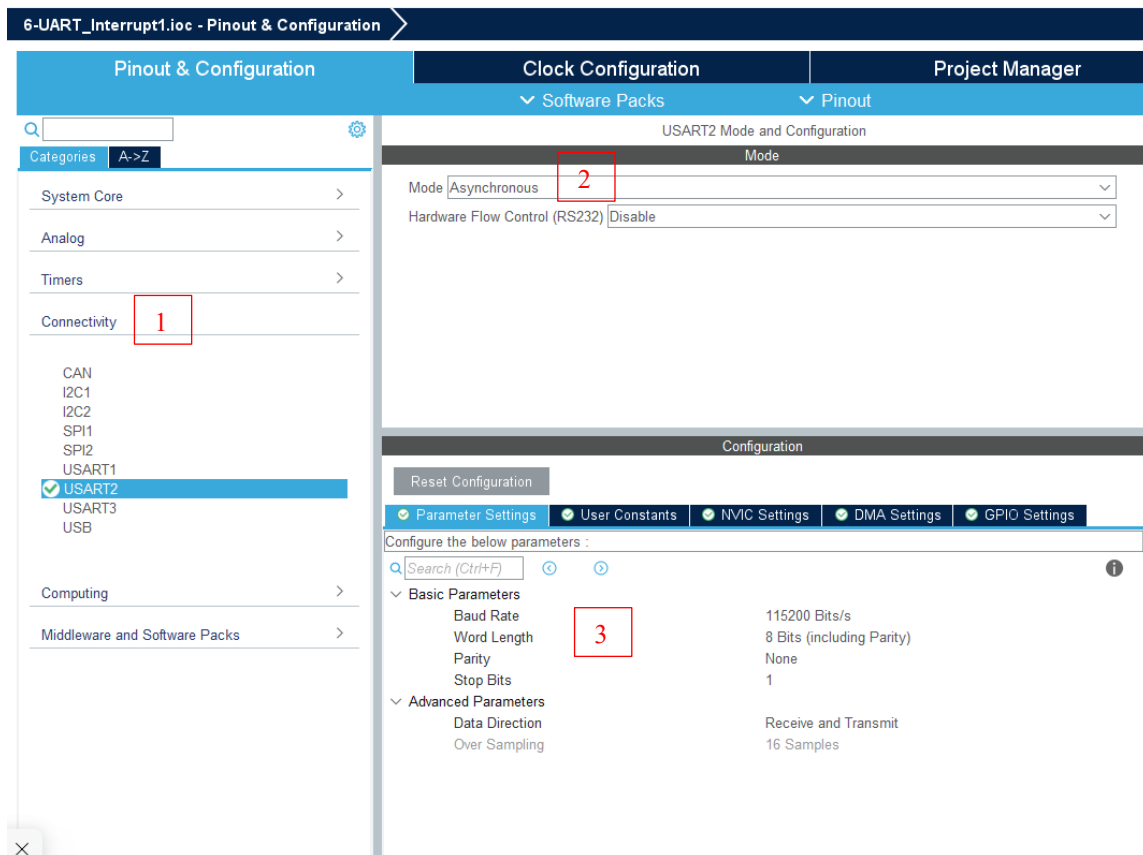 6-UART_Interrupt1.ioc - Pinout & Configuration
Pinout & Configuration
Clock Configuration
Project Manager
Software Packs
Pinout
Categories
A->Z
System Core
Analog
Timers
Connectivity
1
CAN
I2C1
I2C2
SPI1
SPI2
USART1
USART2
USART3
USB
Computing
Middleware and Software Packs
USART2 Mode and Configuration
Mode
Mode Asynchronous
2
Hardware Flow Control (RS232) Disable
Configuration
Reset Configuration
Parameter Settings
User Constants
NVIC Settings
DMA Settings
GPIO Settings
Configure the below parameters :
Search (Ctrl+F)
Basic Parameters
Baud Rate 115200 Bits/s
Word Length 8 Bits (including Parity)
3
Parity None
Stop Bits 1
Advanced Parameters
Data Direction Receive and Transmit
Over Sampling 16 Samples